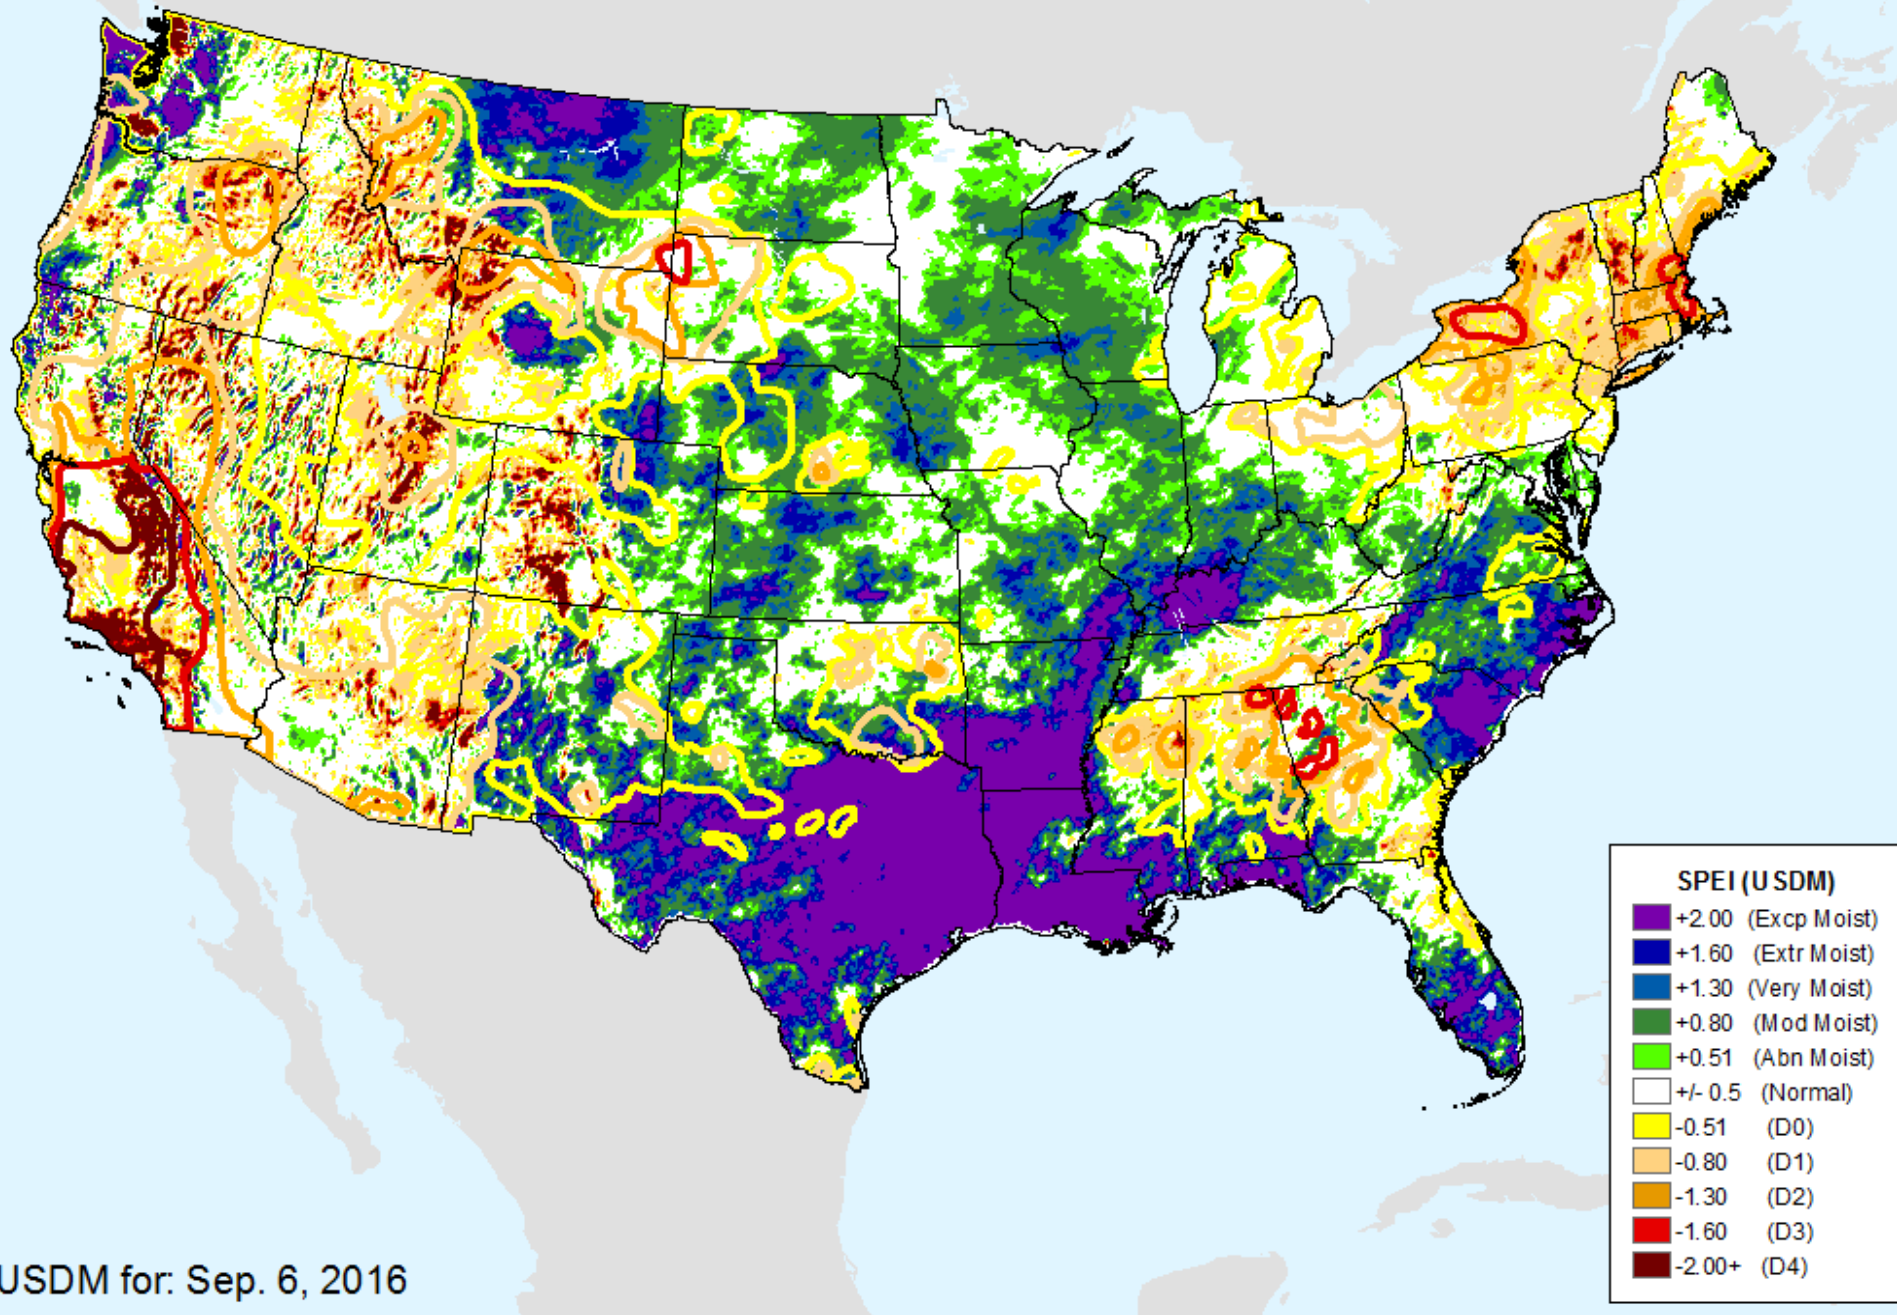 SPEI (USDM)
+2.00 (Excp Moist)
+1.60 (Extr Moist)
+1.30 (Very Moist)
+0.80 (Mod Moist)
+0.51 (Abn Moist)
+/- 0.5 (Normal)
-0.51 (D0)
-0.80 (D1)
-1.30 (D2)
-1.60 (D3)
-2.00+ (D4)
USDM for: Sep. 6, 2016